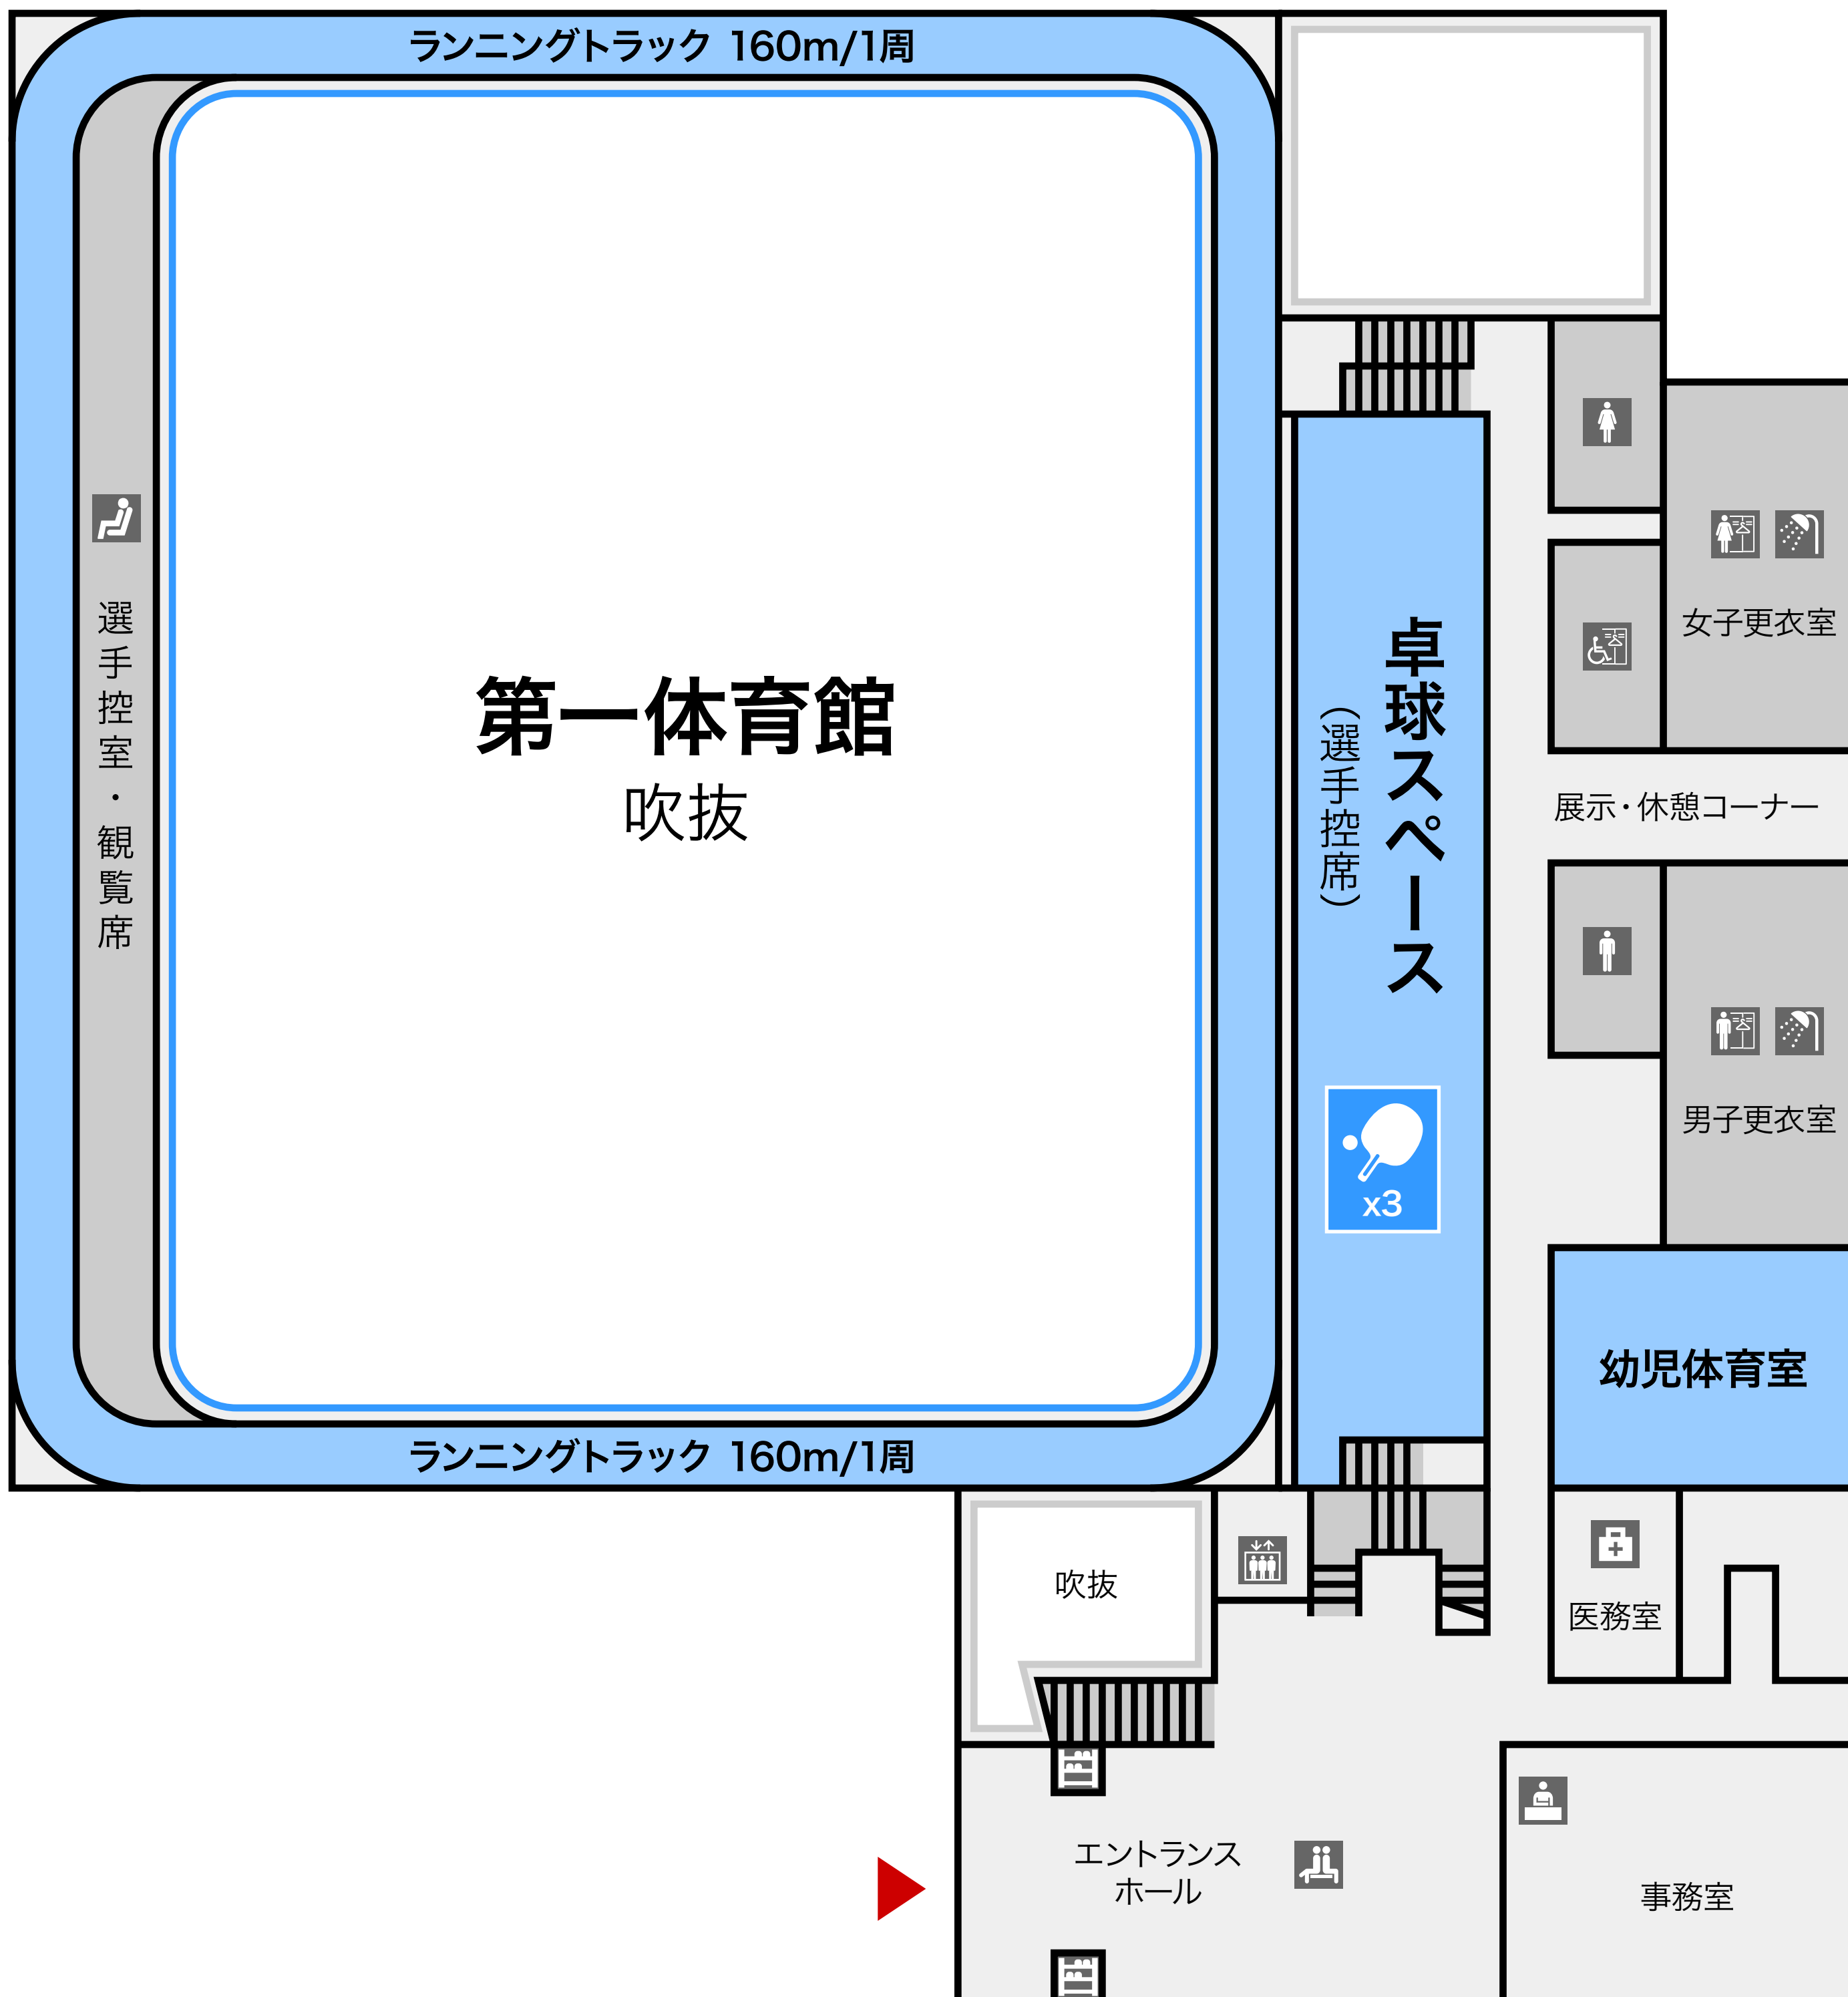 ランニングトラック 160m/1周
選手控室・観覧席
第一体育館
吹抜
卓球スペース
（選手控席）
x3
女子更衣室
展示・休憩コーナー
男子更衣室
幼児体育室
ランニングトラック 160m/1周
吹抜
医務室
エントランス
ホール
事務室